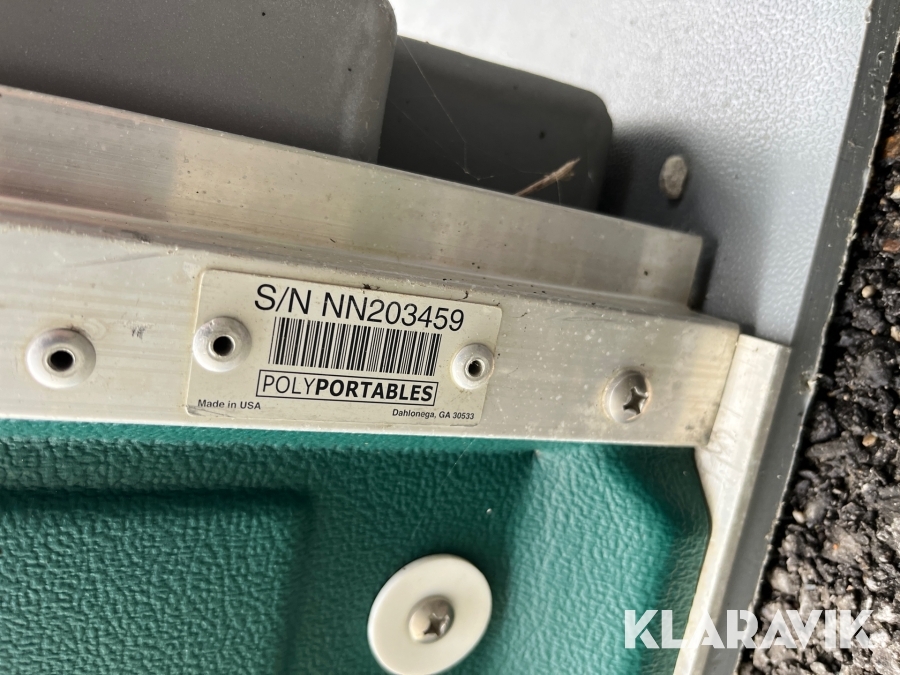 S/N NN203459
POLYPORTABLES
Made in USA
Dahlonega, GA 30533
KLARAVIK